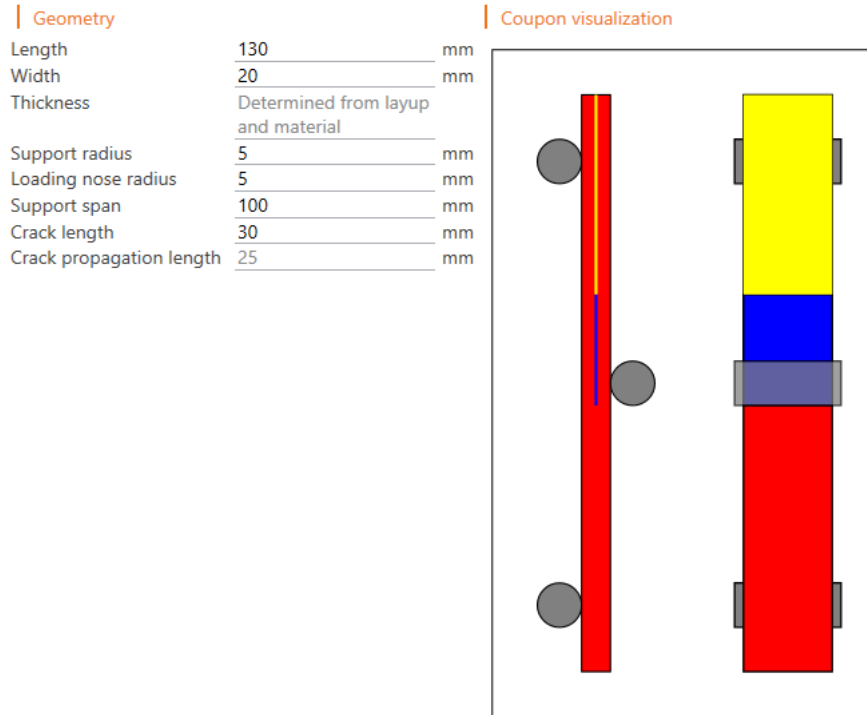 Geometry
Length 130 mm
Width 20 mm
Thickness Determined from layup
and material
Support radius 5 mm
Loading nose radius 5 mm
Support span 100 mm
Crack length 30 mm
Crack propagation length 25 mm
Coupon visualization